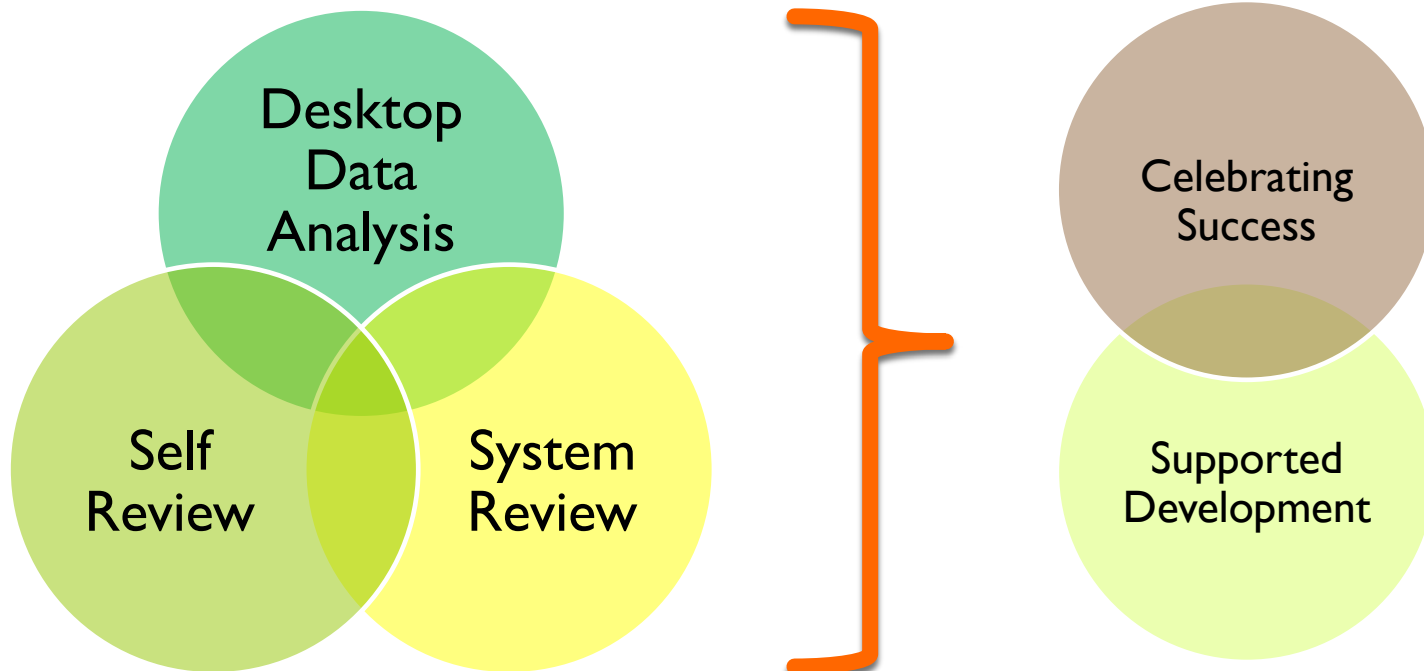 Desktop
Data
Analysis
Self
Review
System
Review
Celebrating
Success
Supported
Development